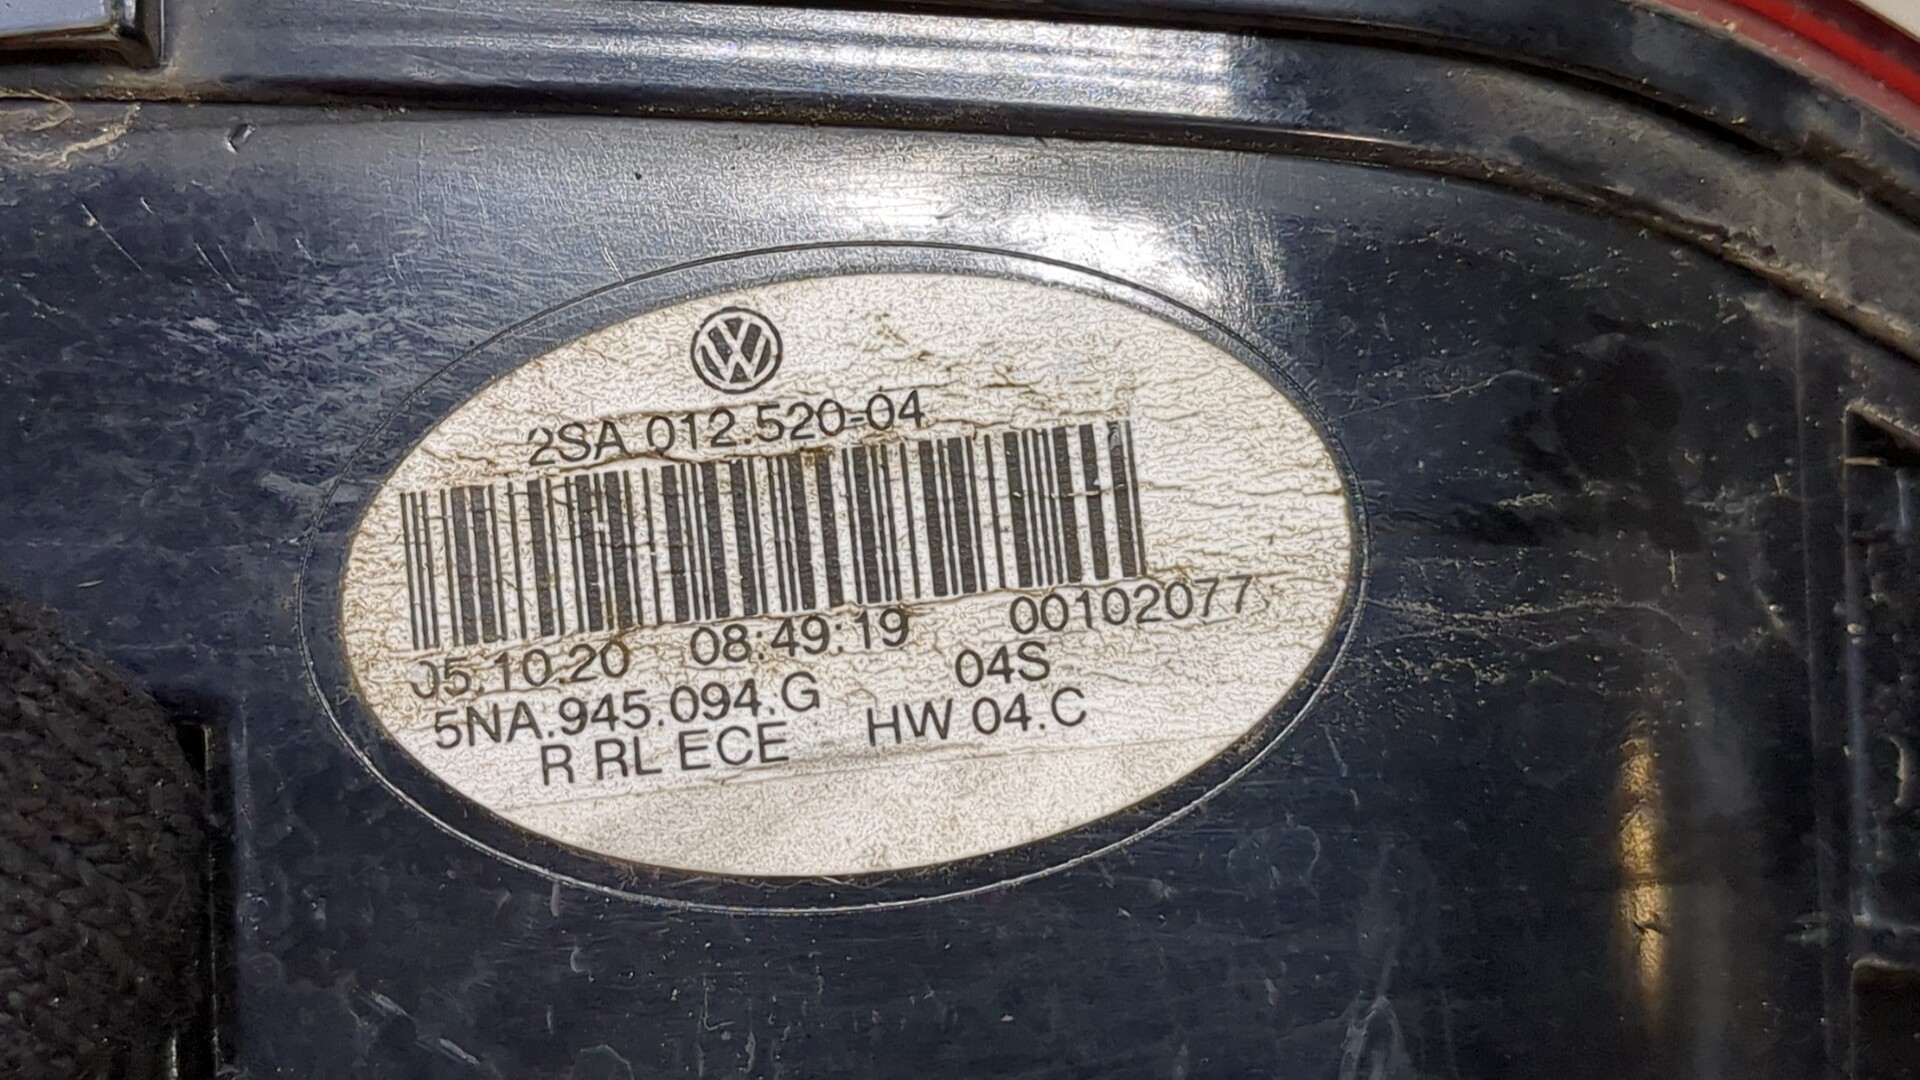 2SA.012.520-04
05.10.20 08:49:19 00102077
5NA.945.094.G 04S
R RL ECE HW 04.C